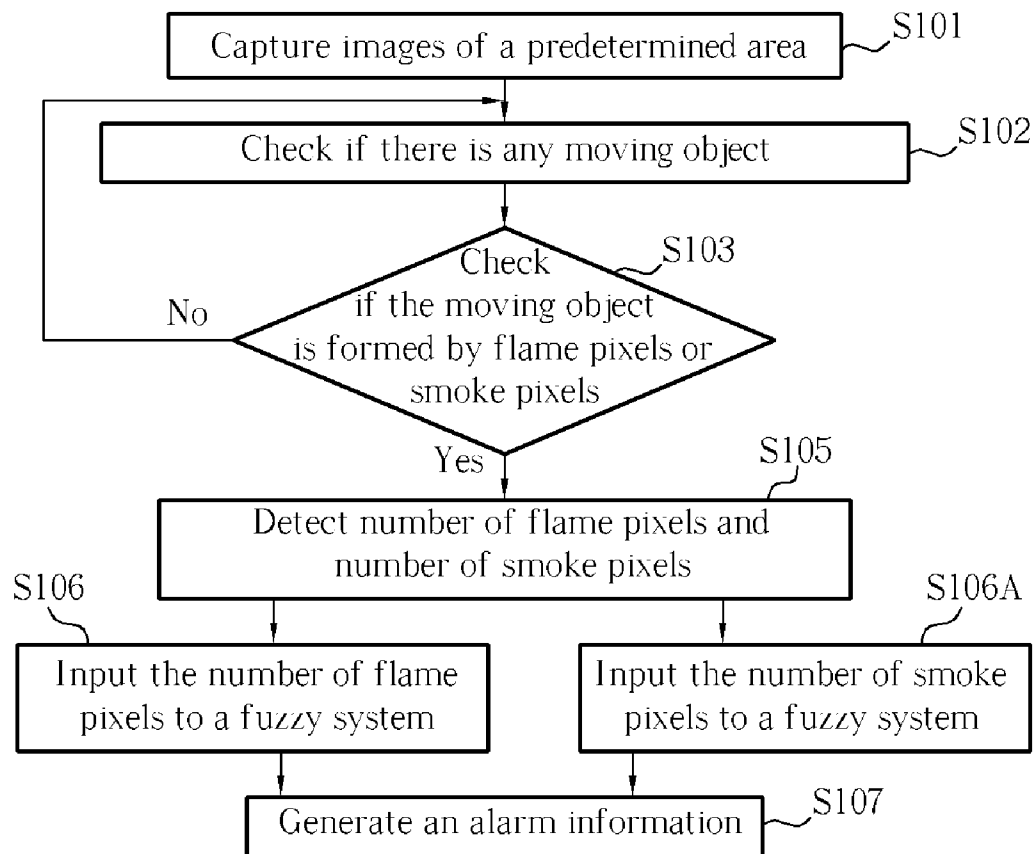 Capture images of a predetermined area
S101
Check if there is any moving object
S102
S103
Check
if the moving object
is formed by flame pixels or
smoke pixels
No
Yes
S105
Detect number of flame pixels and
number of smoke pixels
S106
S106A
Input the number of flame
pixels to a fuzzy system
Input the number of smoke
pixels to a fuzzy system
Generate an alarm information
S107